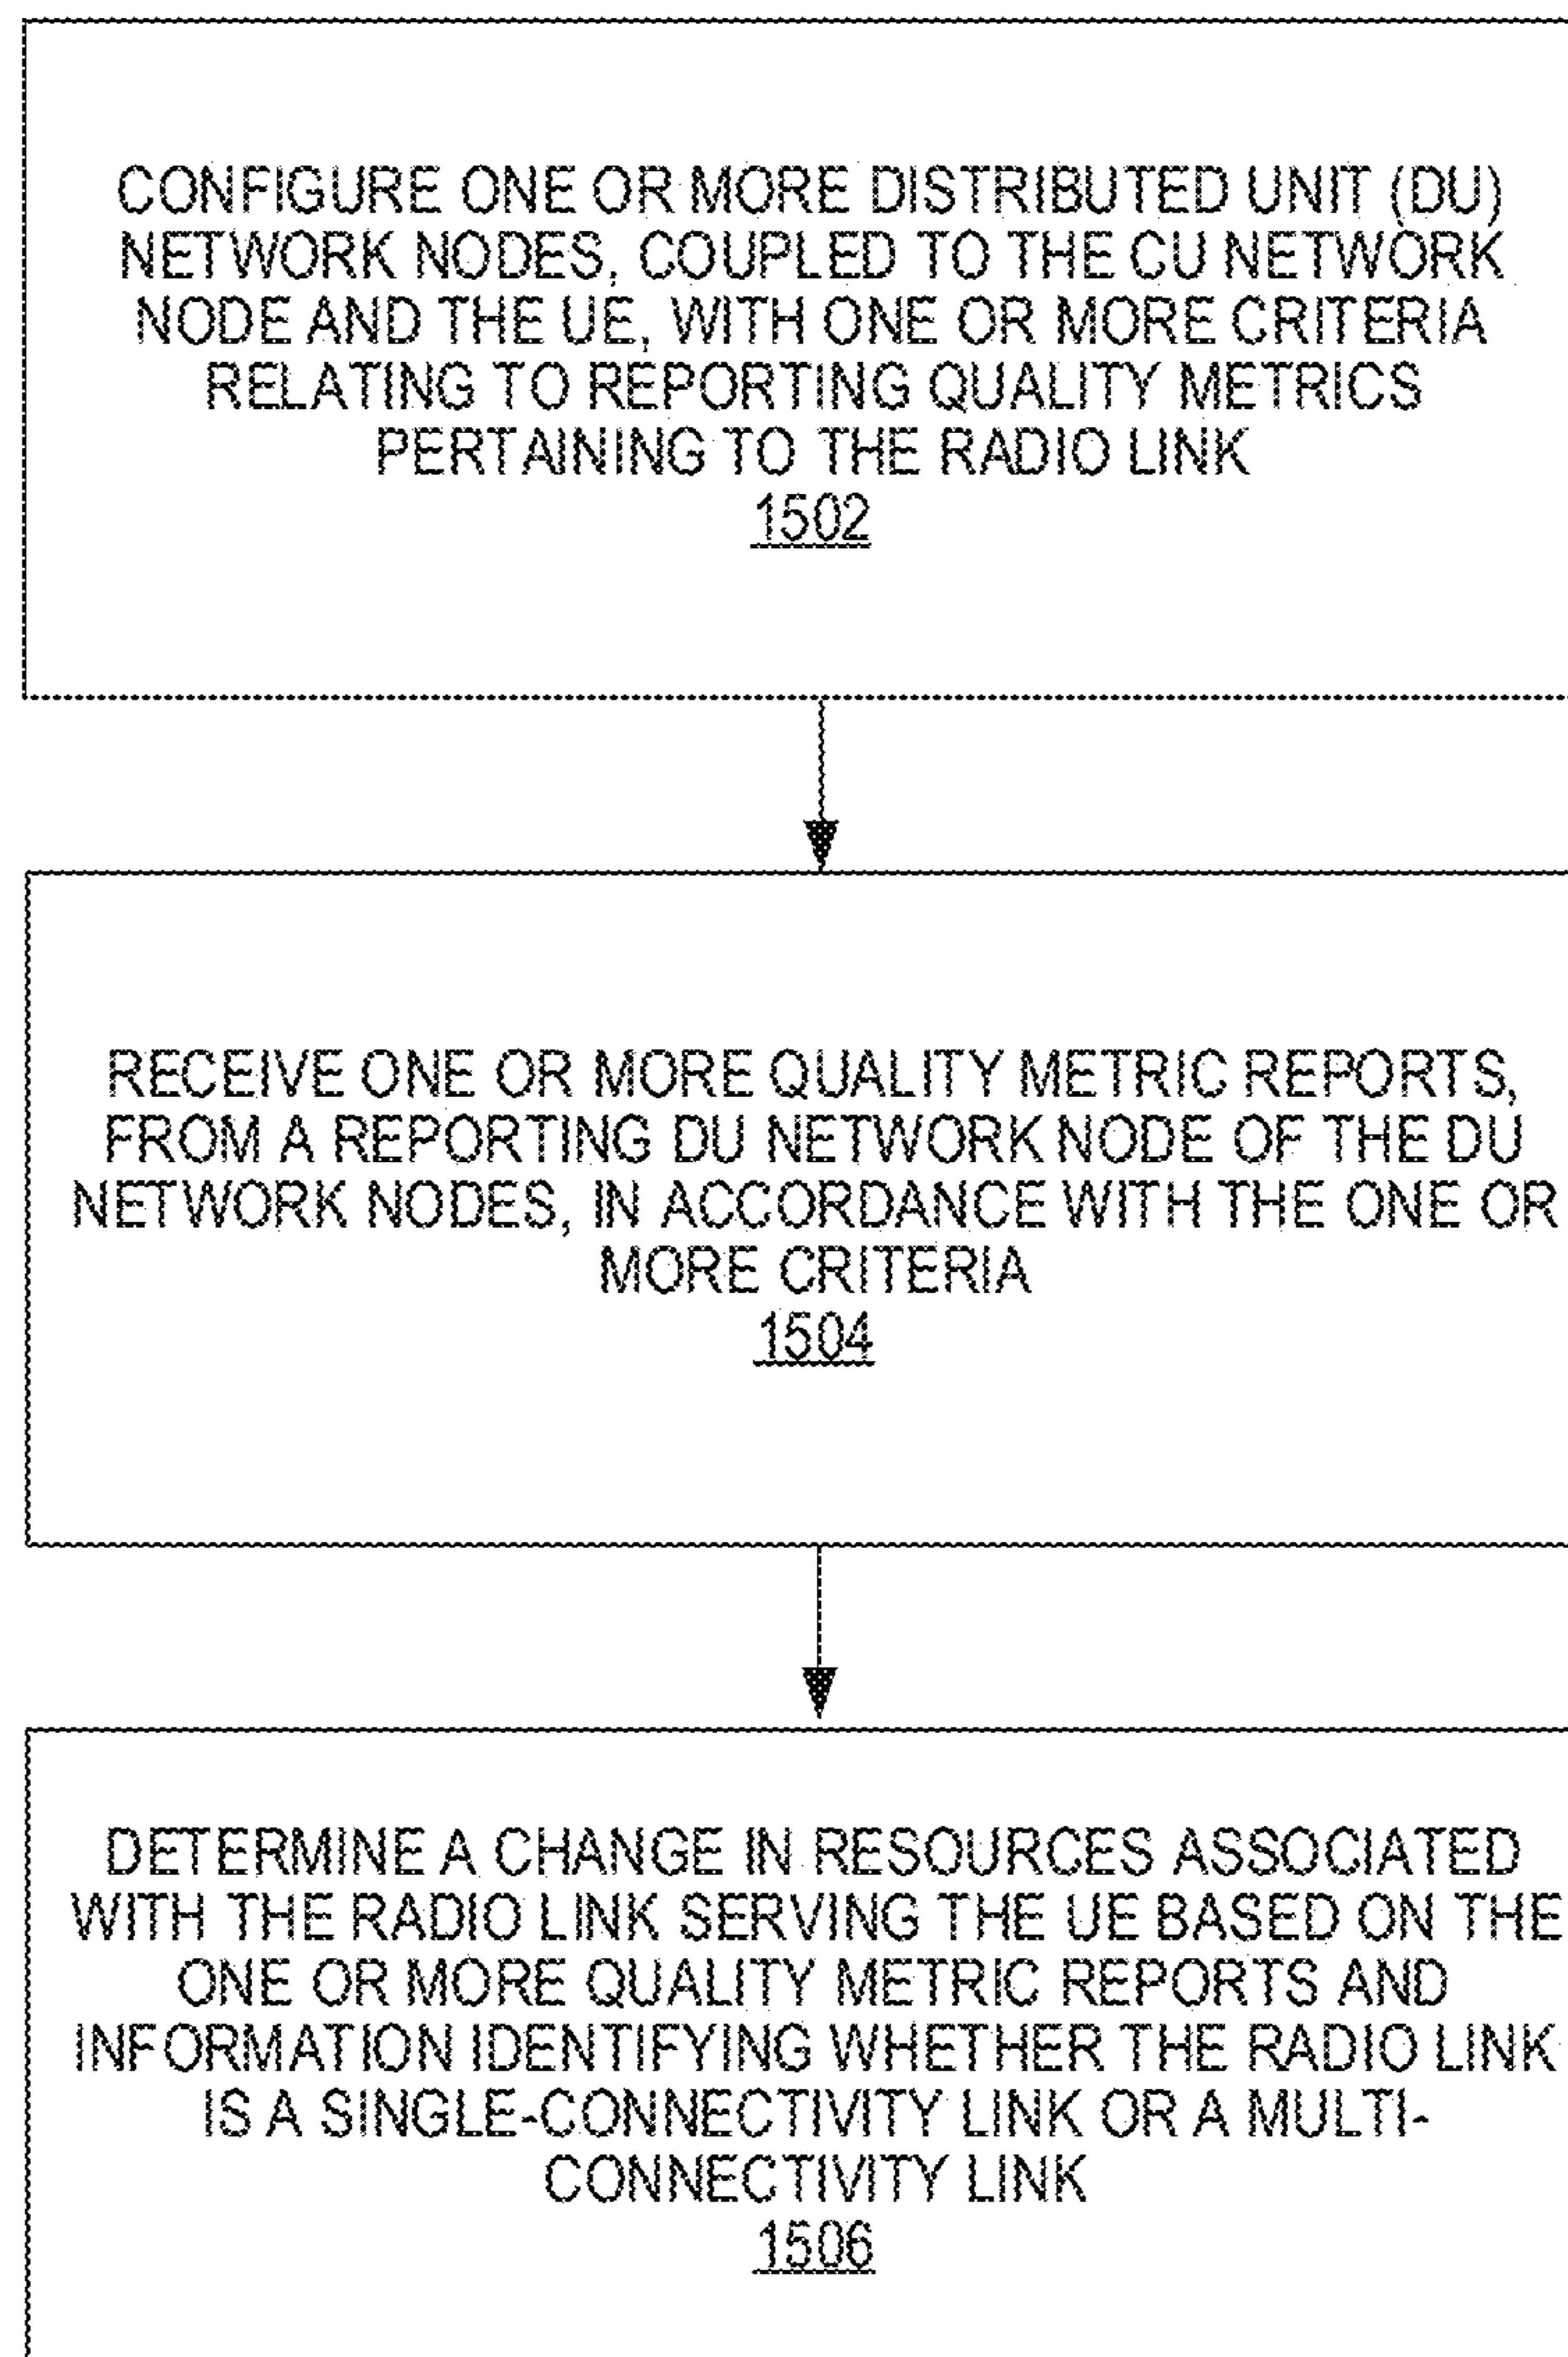 CONFIGURE ONE OR MORE DISTRIBUTED UNIT (DU)
NETWORK NODES, COUPLED TO THE CU NETWORK
NODE AND THE UE, WITH ONE OR MORE CRITERIA
RELATING TO REPORTING QUALITY METRICS
PERTAINING TO THE RADIO LINK
1502
RECEIVE ONE OR MORE QUALITY METRIC REPORTS,
FROM A REPORTING DU NETWORK NODE OF THE DU
NETWORK NODES, IN ACCORDANCE WITH THE ONE OR
MORE CRITERIA
1504
DETERMINE A CHANGE IN RESOURCES ASSOCIATED
WITH THE RADIO LINK SERVING THE UE BASED ON THE
ONE OR MORE QUALITY METRIC REPORTS AND
INFORMATION IDENTIFYING WHETHER THE RADIO LINK
IS A SINGLE-CONNECTIVITY LINK OR A MULTI-
CONNECTIVITY LINK
1506